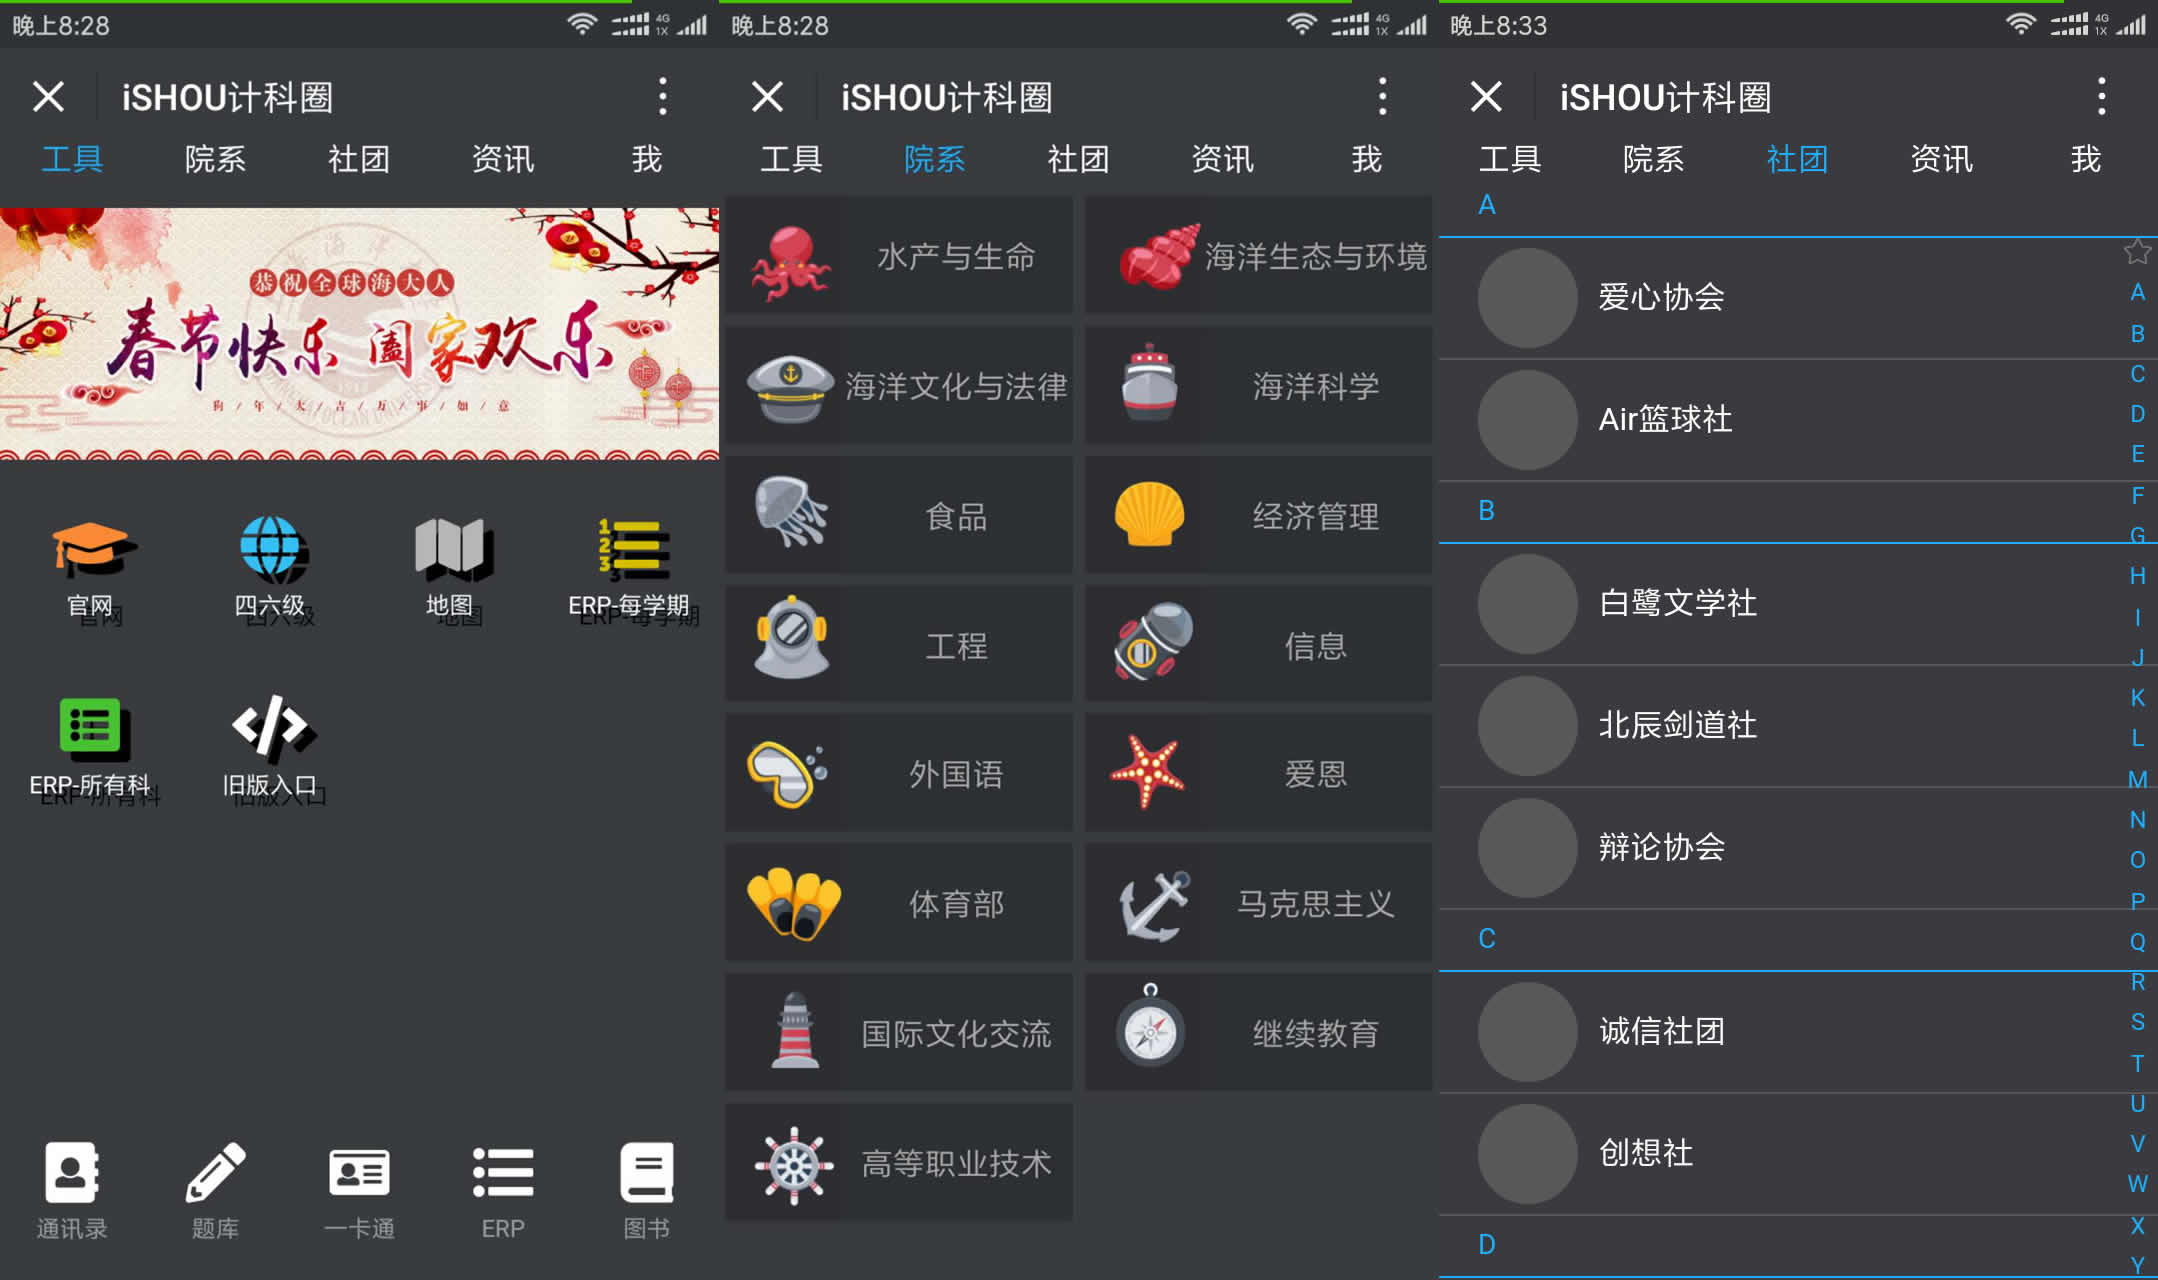 晚上8:28
4G
1X
iSHOU计科圈
工具 院系 社团 资讯 我
恭祝全球海大人
春节快乐 阖家欢乐
狗/年/大/吉/万/事/如/意
官网 四六级 地图 ERP-每学期
ERP-所有科 旧版入口
通讯录 题库 一卡通 ERP 图书
晚上8:28
4G
1X
iSHOU计科圈
工具 院系 社团 资讯 我
水产与生命 海洋生态与环境
海洋文化与法律 海洋科学
食品 经济管理
工程 信息
外国语 爱恩
体育部 马克思主义
国际文化交流 继续教育
高等职业技术
晚上8:33
4G
1X
iSHOU计科圈
工具 院系 社团 资讯 我
A
爱心协会
Air篮球社
B
白鹭文学社
北辰剑道社
辩论协会
C
诚信社团
创想社
D
A
B
C
D
E
F
G
H
I
J
K
L
M
N
O
P
Q
R
S
T
U
V
W
X
Y